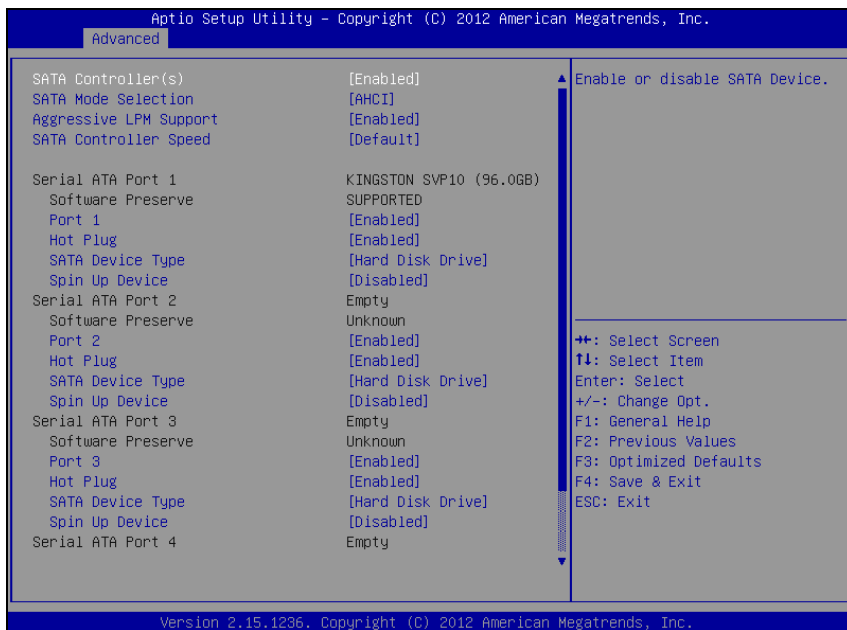 Aptio Setup Utility – Copyright (C) 2012 American Megatrends, Inc.
Advanced
SATA Controller(s) [Enabled]
SATA Mode Selection [AHCI]
Aggressive LPM Support [Enabled]
SATA Controller Speed [Default]
Serial ATA Port 1 KINGSTON SVP10 (96.0GB)
Software Preserve SUPPORTED
Port 1 [Enabled]
Hot Plug [Enabled]
SATA Device Type [Hard Disk Drive]
Spin Up Device [Disabled]
Serial ATA Port 2 Empty
Software Preserve Unknown
Port 2 [Enabled]
Hot Plug [Enabled]
SATA Device Type [Hard Disk Drive]
Spin Up Device [Disabled]
Serial ATA Port 3 Empty
Software Preserve Unknown
Port 3 [Enabled]
Hot Plug [Enabled]
SATA Device Type [Hard Disk Drive]
Spin Up Device [Disabled]
Serial ATA Port 4 Empty
Enable or disable SATA Device.
→←: Select Screen
↑↓: Select Item
Enter: Select
+/-: Change Opt.
F1: General Help
F2: Previous Values
F3: Optimized Defaults
F4: Save & Exit
ESC: Exit
Version 2.15.1236. Copyright (C) 2012 American Megatrends, Inc.